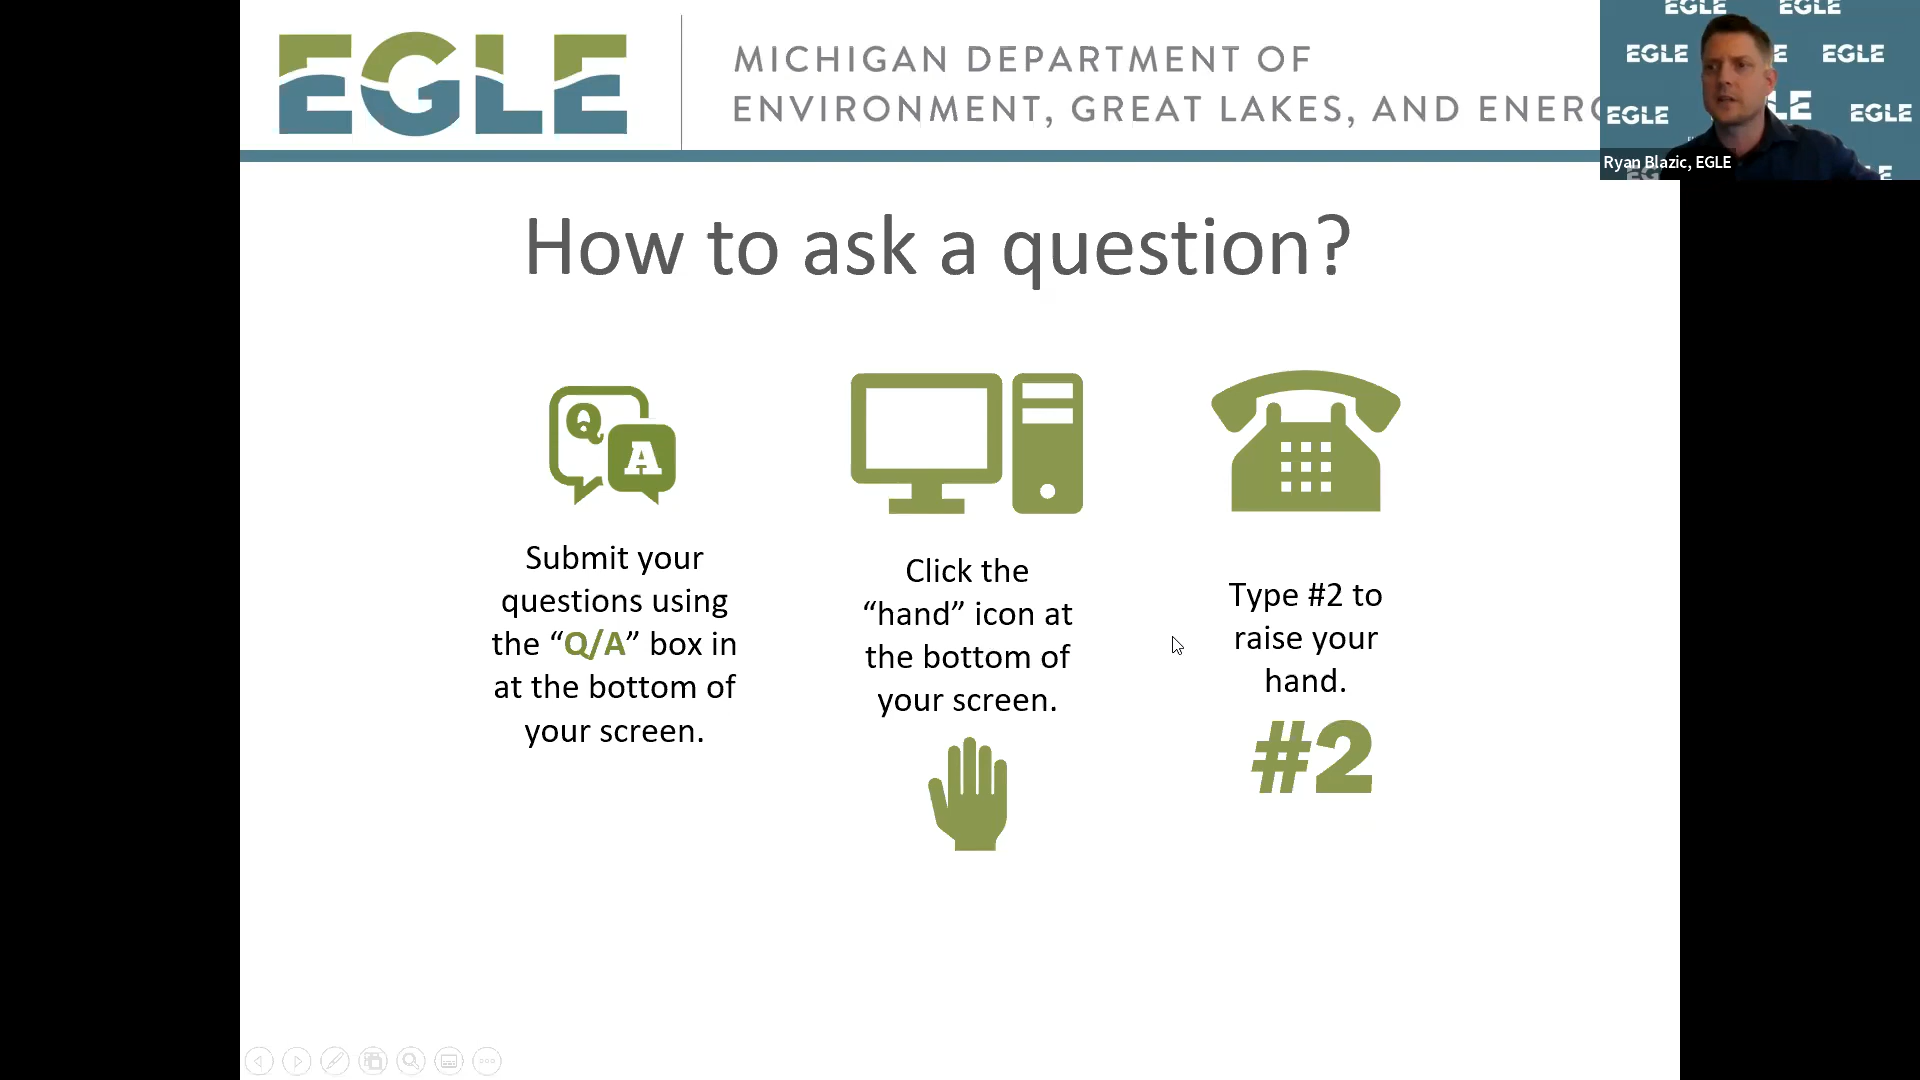 EGLE
MICHIGAN DEPARTMENT OF
ENVIRONMENT, GREAT LAKES, AND ENERG
EGLE EGLE
EGLE E EGLE
EGLE LE EGLE
Ryan Blazic, EGLE
How to ask a question?
Q
A
Submit your
questions using
the “Q/A” box in
at the bottom of
your screen.
Click the
“hand” icon at
the bottom of
your screen.
Type #2 to
raise your
hand.
#2